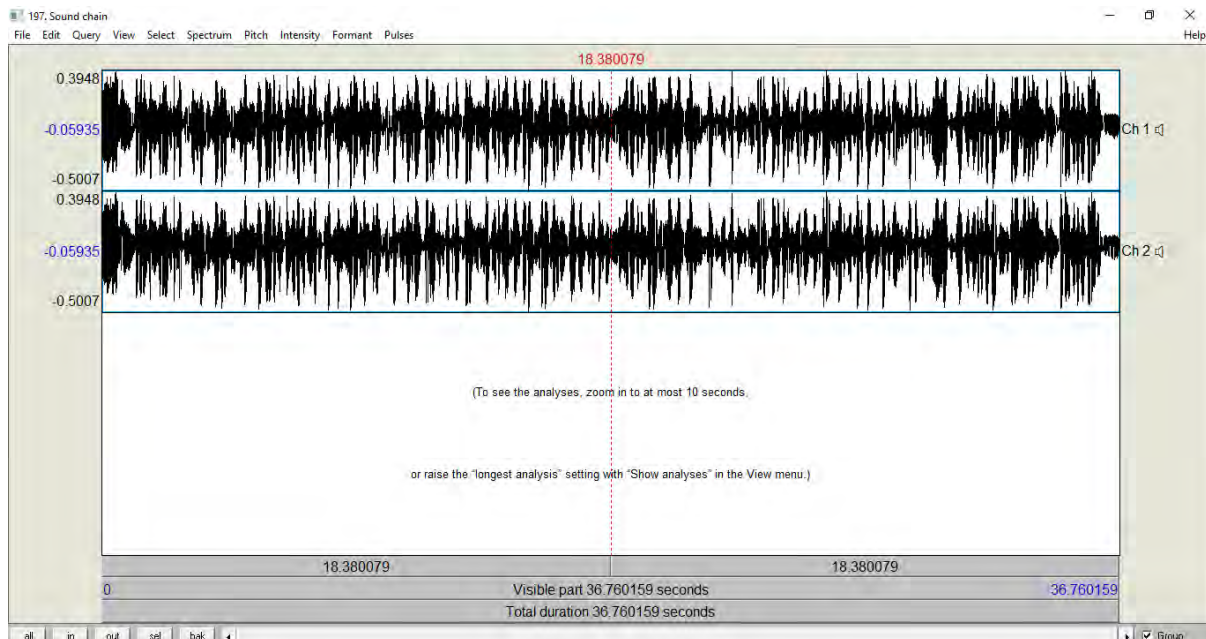 197. Sound chain
File Edit Query View Select Spectrum Pitch Intensity Formant Pulses Help
18.380079
0.3948
-0.05935
-0.5007
Ch 1
0.3948
-0.05935
-0.5007
Ch 2
(To see the analyses, zoom in to at most 10 seconds,
or raise the "longest analysis" setting with "Show analyses" in the View menu.)
18.380079 18.380079
0 Visible part 36.760159 seconds 36.760159
Total duration 36.760159 seconds
all in out sel bak Group